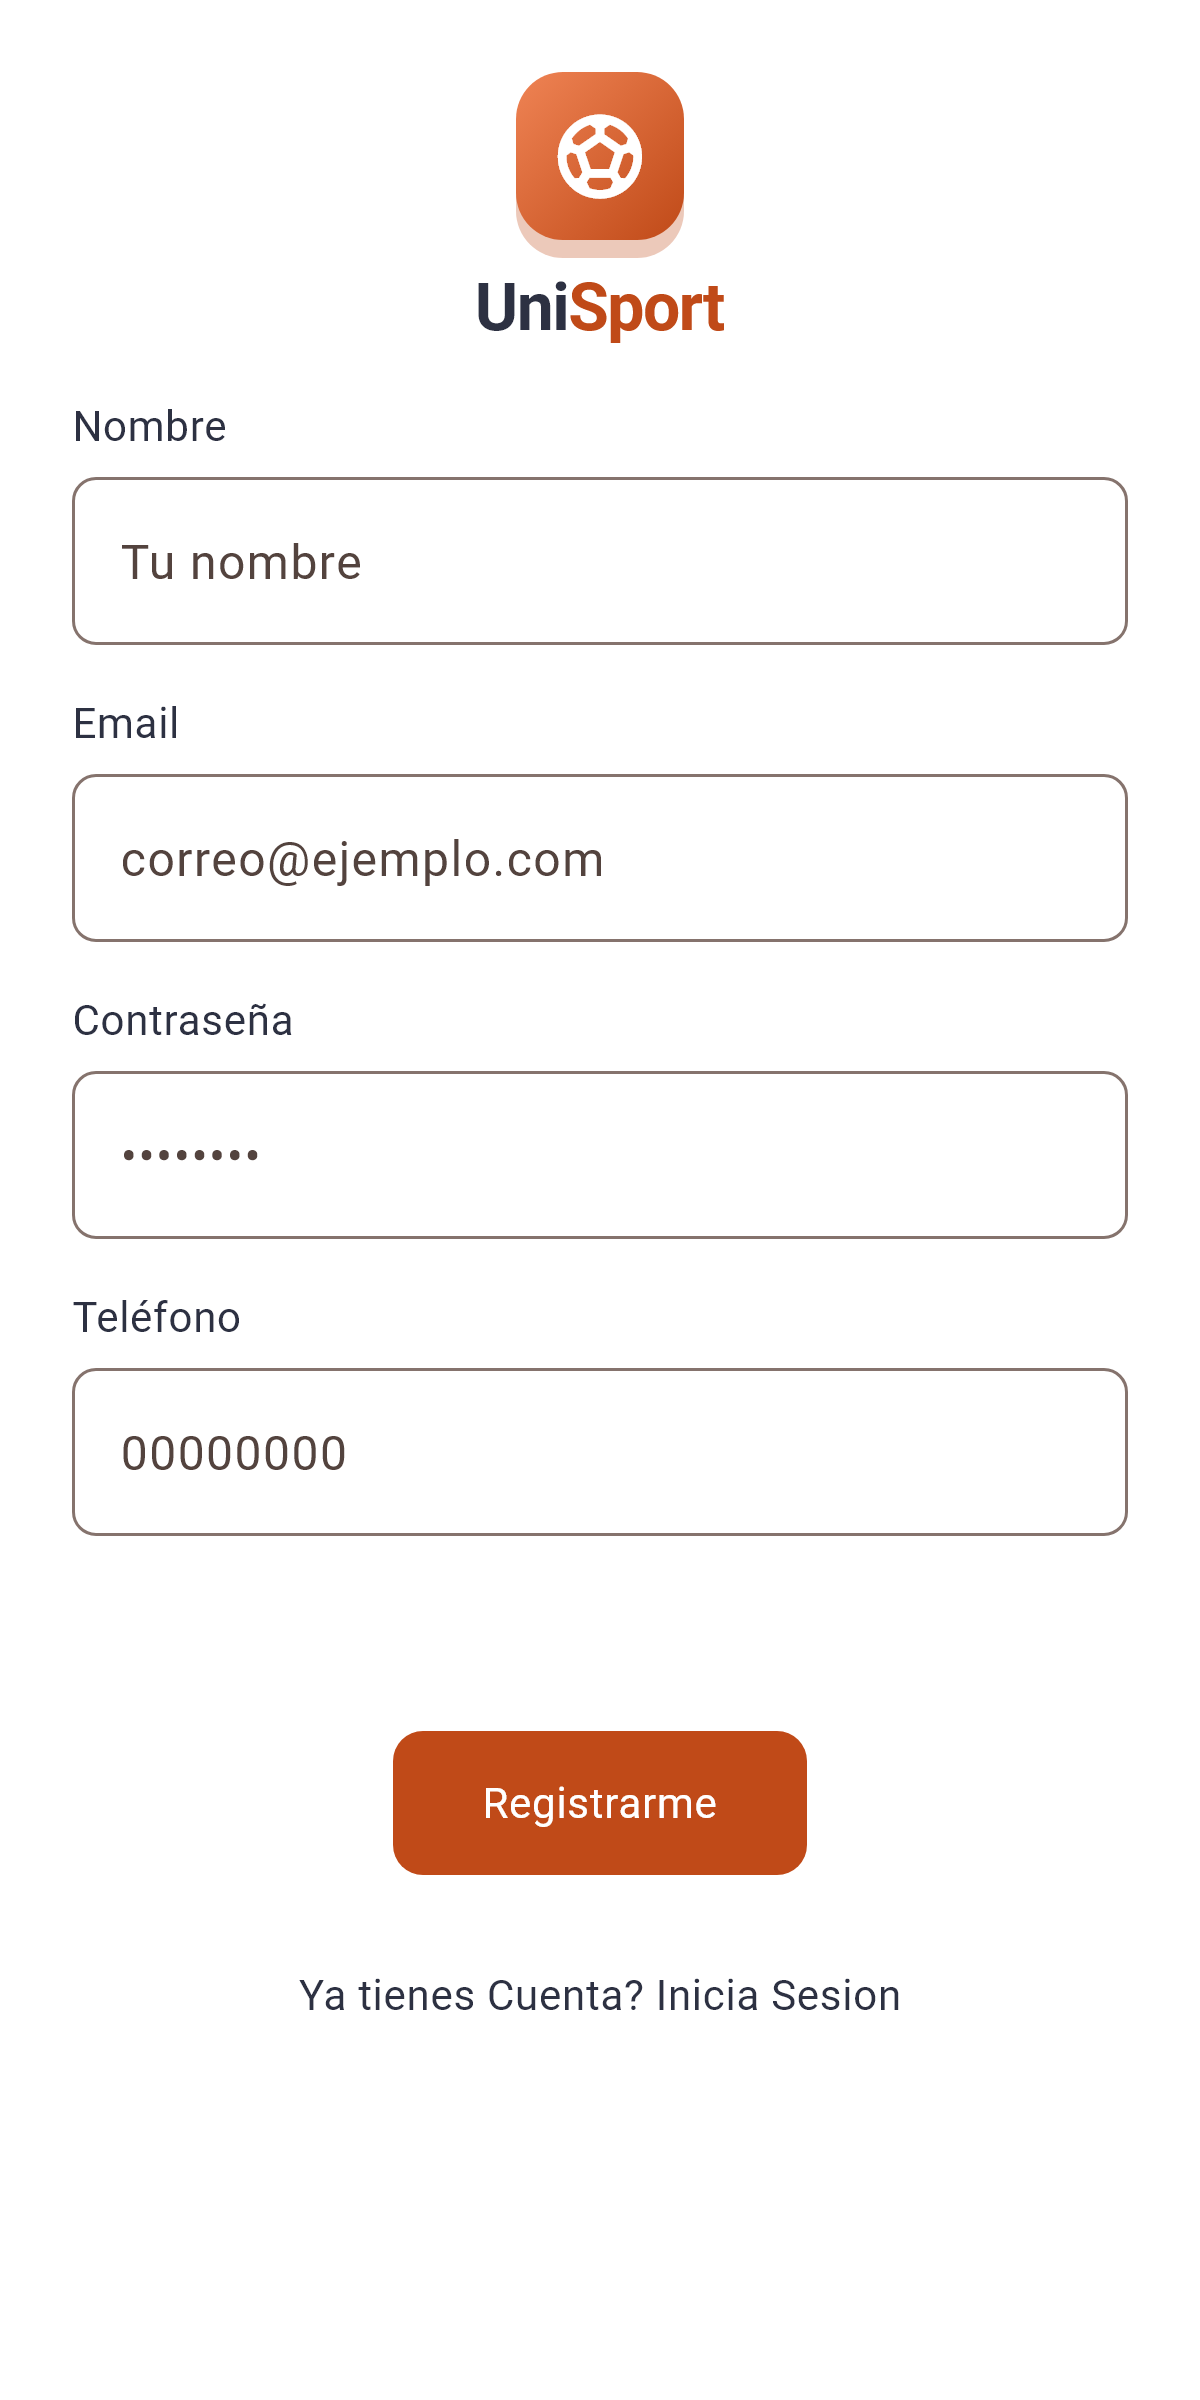 UniSport
Nombre
Tu nombre
Email
correo@ejemplo.com
Contraseña
••••••••
Teléfono
00000000
Registrarme
Ya tienes Cuenta? Inicia Sesion